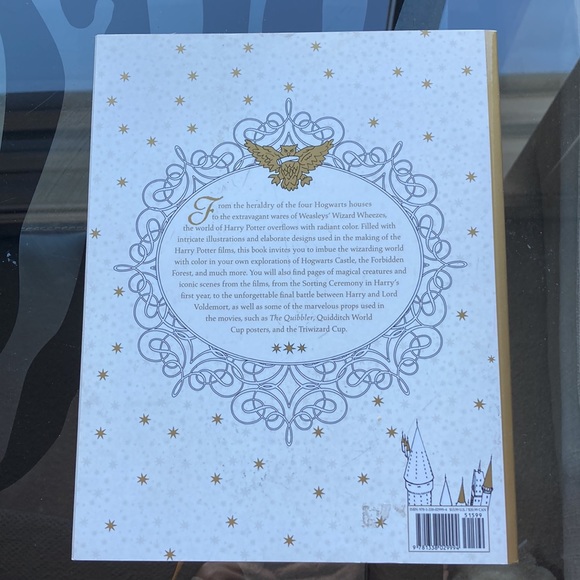 From the heraldry of the four Hogwarts houses
to the extravagant wares of Weasleys' Wizard Wheezes,
the world of Harry Potter overflows with radiant color. Filled with
intricate illustrations and elaborate designs used in the making of the
Harry Potter films, this book invites you to imbue the wizarding world
with color in your own explorations of Hogwarts Castle, the Forbidden
Forest, and much more. You will also find pages of magical creatures and
iconic scenes from the films, from the Sorting Ceremony in Harry's
first year, to the unforgettable final battle between Harry and Lord
Voldemort, as well as some of the marvelous props used in
the movies, such as The Quibbler, Quidditch World
Cup posters, and the Triwizard Cup.
51599
9 781338 029994